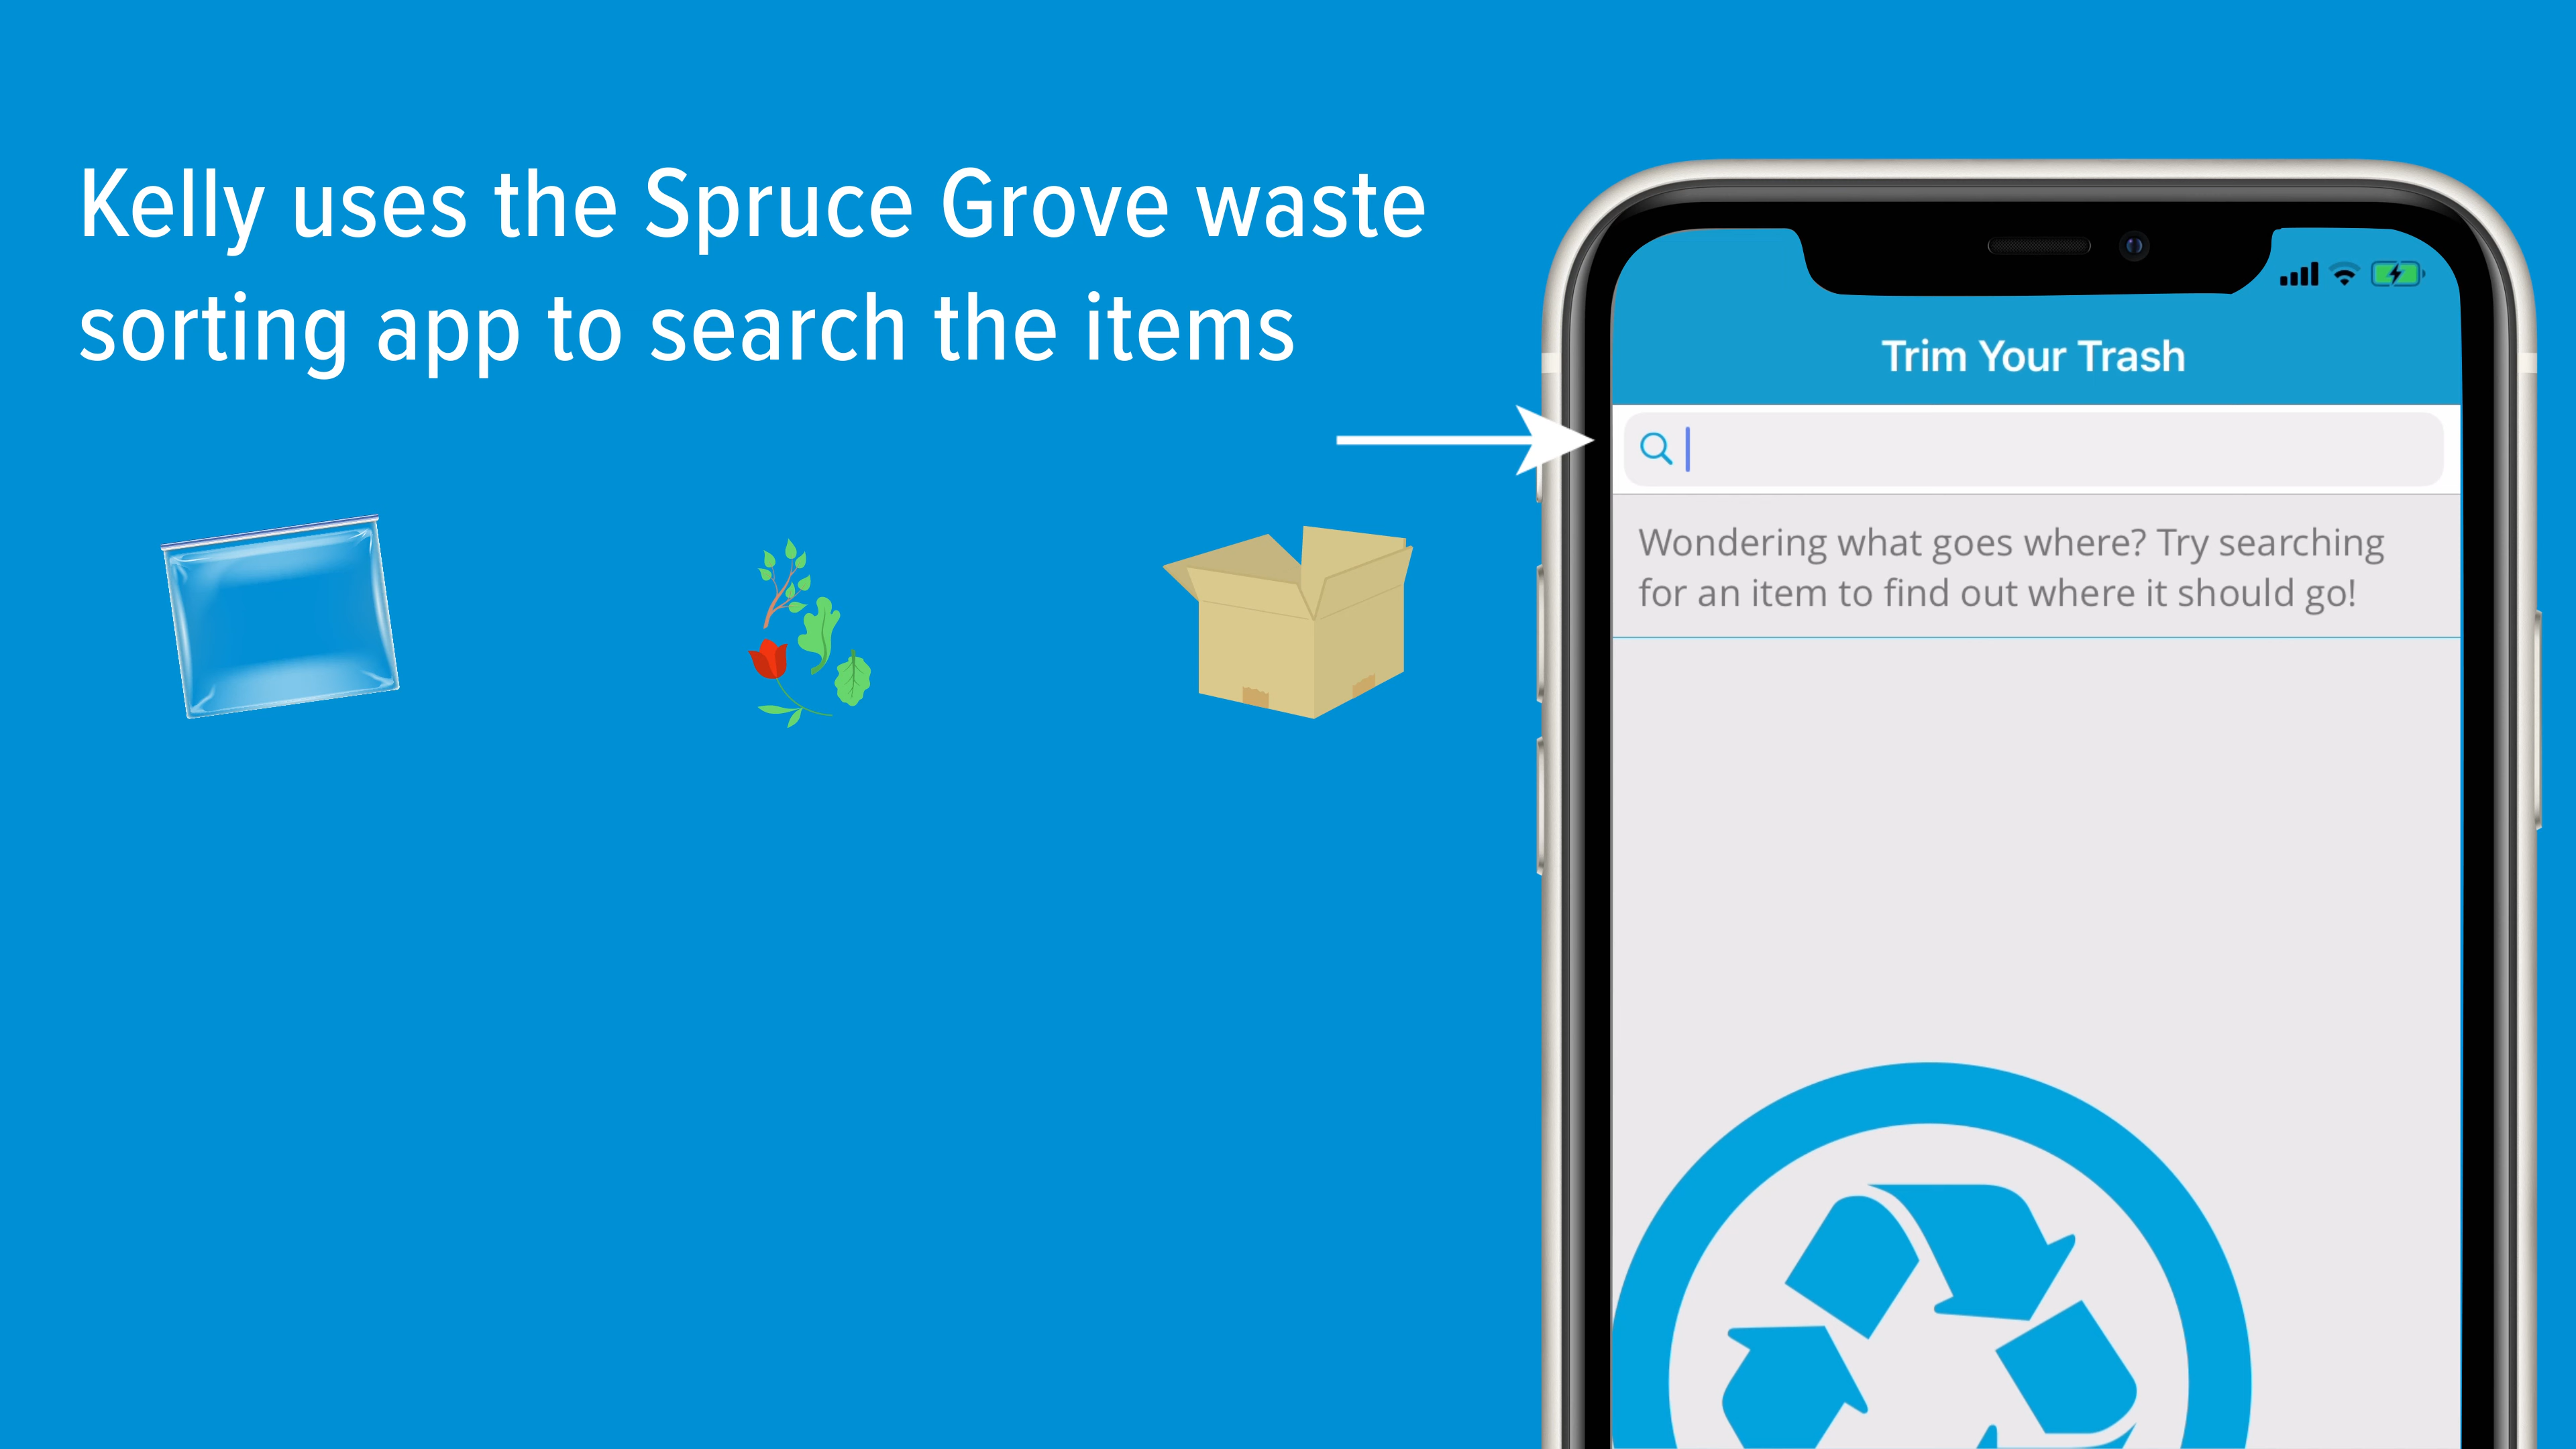 Kelly uses the Spruce Grove waste
sorting app to search the items
Trim Your Trash
Wondering what goes where? Try searching
for an item to find out where it should go!